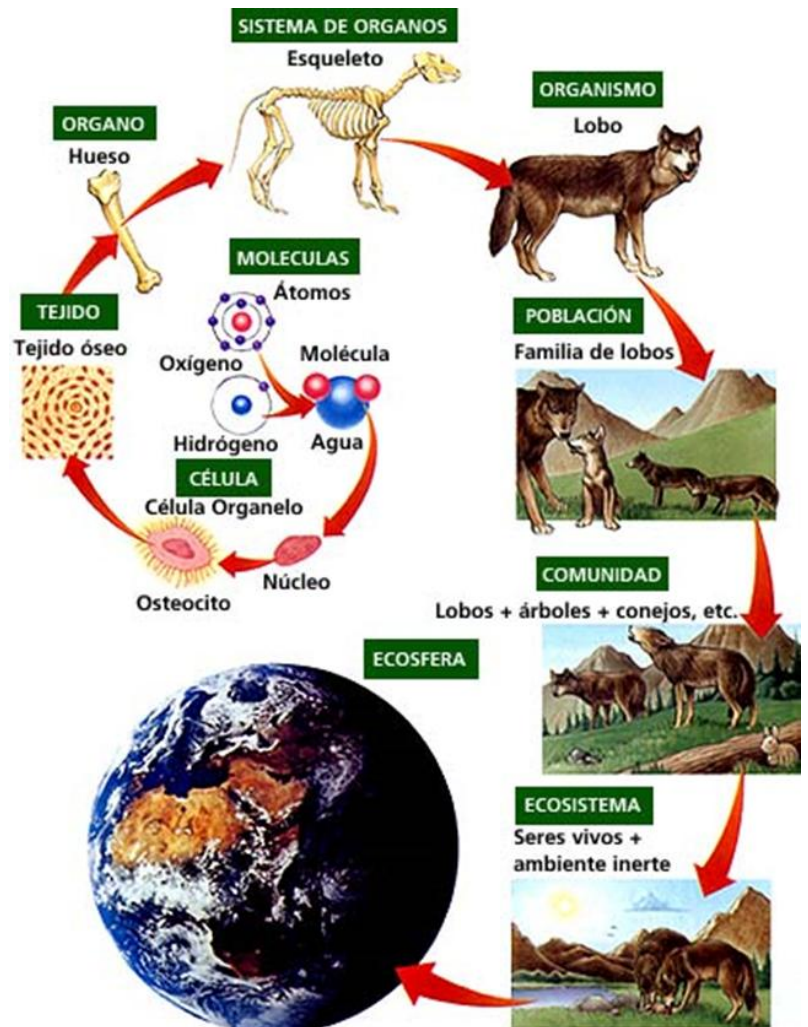 SISTEMA DE ORGANOS
Esqueleto
ORGANISMO
Lobo
ORGANO
Hueso
MOLECULAS
Átomos
Oxígeno
Molécula
Hidrógeno
Agua
TEJIDO
Tejido óseo
POBLACIÓN
Familia de lobos
CÉLULA
Célula Organelo
Núcleo
Osteocito
COMUNIDAD
Lobos + árboles + conejos, etc.
ECOSFERA
ECOSISTEMA
Seres vivos +
ambiente inerte